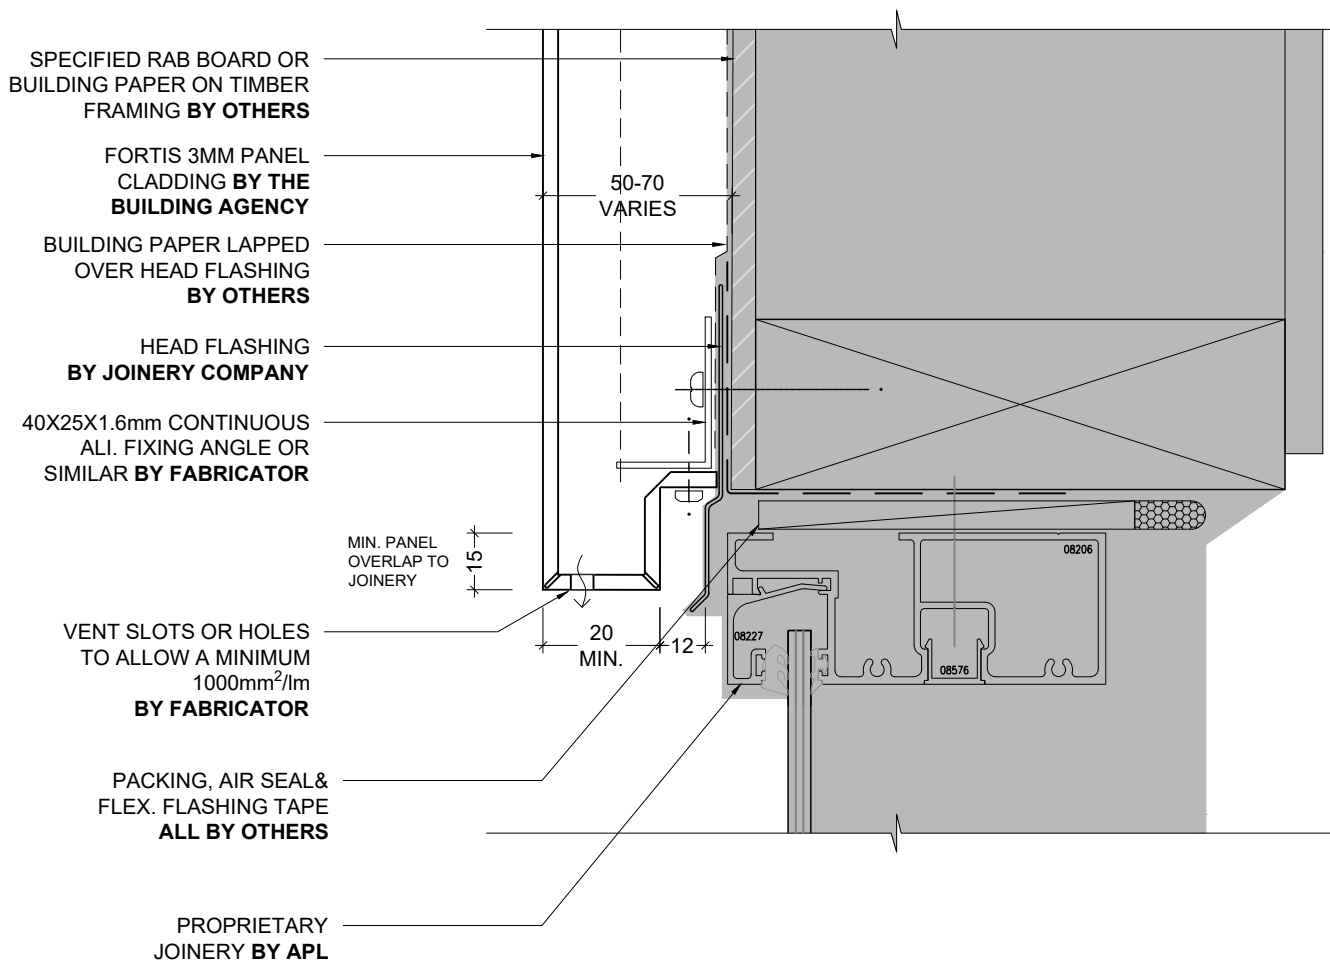 SPECIFIED RAB BOARD OR
BUILDING PAPER ON TIMBER
FRAMING BY OTHERS
FORTIS 3MM PANEL
CLADDING BY THE
BUILDING AGENCY
50-70
VARIES
BUILDING PAPER LAPPED
OVER HEAD FLASHING
BY OTHERS
HEAD FLASHING
BY JOINERY COMPANY
40X25X1.6mm CONTINUOUS
ALI. FIXING ANGLE OR
SIMILAR BY FABRICATOR
MIN. PANEL
OVERLAP TO
JOINERY
15
08206
VENT SLOTS OR HOLES
TO ALLOW A MINIMUM
1000mm²/lm
BY FABRICATOR
20
MIN.
12
08227
08576
PACKING, AIR SEAL&
FLEX. FLASHING TAPE
ALL BY OTHERS
PROPRIETARY
JOINERY BY APL